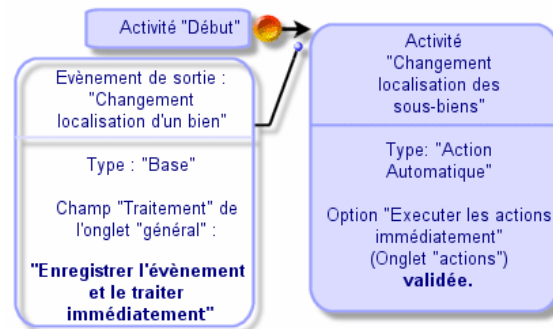 Activité "Début"
Evènement de sortie :
"Changement
localisation d'un bien"
Type : "Base"
Champ "Traitement" de
l'onglet "général" :
"Enregistrer l'évènement
et le traiter
immédiatement"
Activité
"Changement
localisation des
sous-biens"
Type: "Action
Automatique"
Option "Executer les actions
immédiatement"
(Onglet "actions")
validée.